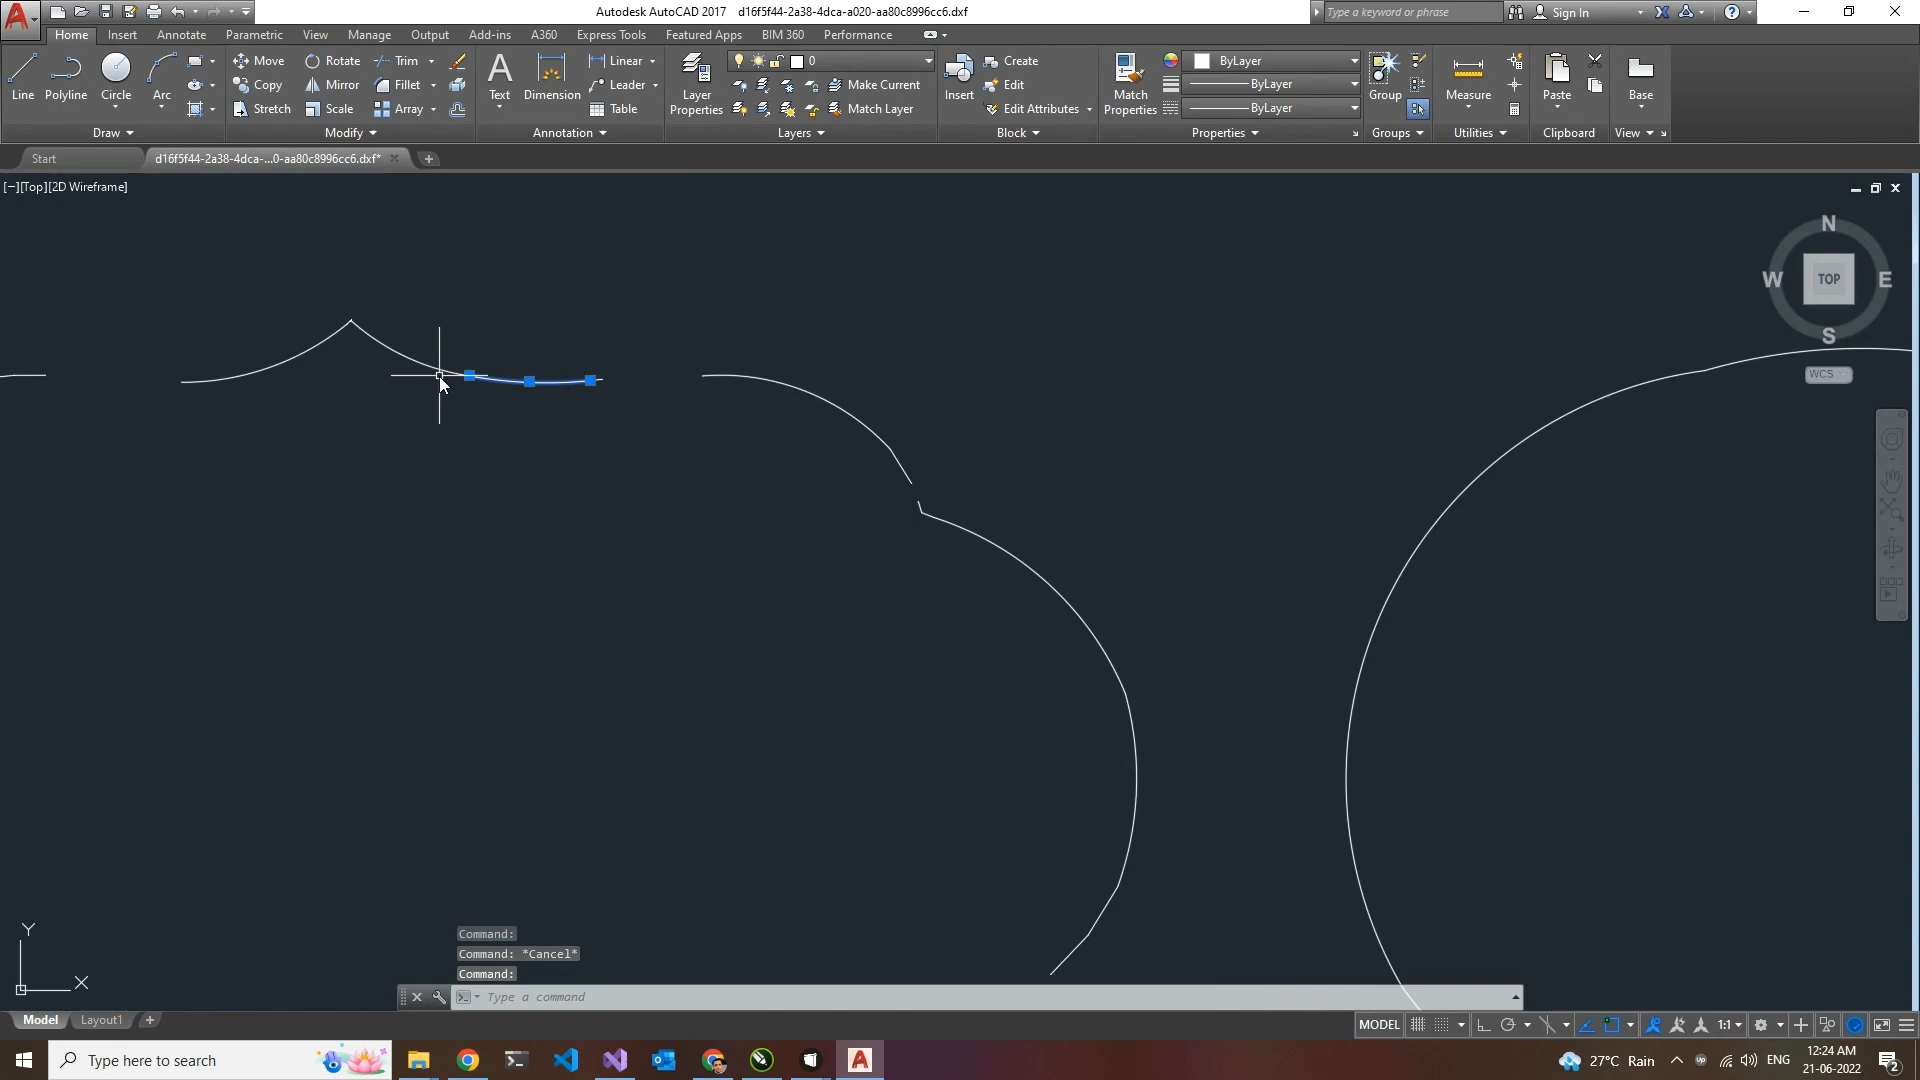 Autodesk AutoCAD 2017 d16f5f44-2a38-4dca-a020-aa80c8996cc6.dxf
Type a keyword or phrase
Sign In
Home Insert Annotate Parametric View Manage Output Add-ins A360 Express Tools Featured Apps BIM 360 Performance
Line Polyline Circle Arc
Draw
Move Rotate Trim
Copy Mirror Fillet
Stretch Scale Array
Modify
Text Dimension
Linear
Leader
Table
Annotation
Layer Properties
0
Make Current
Match Layer
Layers
Insert
Create
Edit
Edit Attributes
Block
Match Properties
ByLayer
ByLayer
ByLayer
Properties
Group
Groups
Measure
Utilities
Paste
Clipboard
Base
View
Start d16f5f44-2a38-4dca-...0-aa80c8996cc6.dxf*
[−][Top][2D Wireframe]
N
W TOP E
S
WCS
Y
X
Command:
Command: *Cancel*
Command:
Type a command
Model Layout1
MODEL 1:1
Type here to search
27°C Rain
ENG
12:24 AM
21-06-2022
2